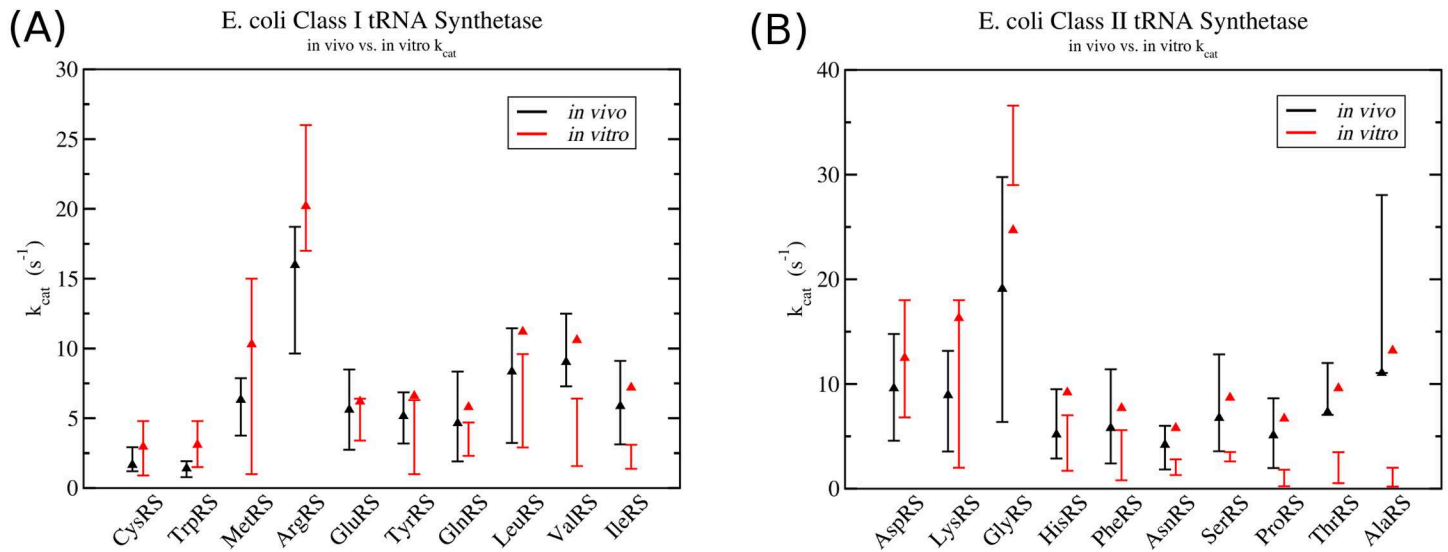 (A)
E. coli Class I tRNA Syntetase
in vivo vs. in vitro k_cat
30
25
20
15
10
5
0
k_cat (s^-1)
in vivo
in vitro
CysRS
TrpRS
MetRS
ArgRS
GluRS
TyrRS
GlnRS
LeuRS
ValRS
IleRS
(B)
E. coli Class II tRNA Synthetase
in vivo vs. in vitro k_cat
40
30
20
10
0
k_cat (s^-1)
in vivo
in vitro
AspRS
LysRS
GlyRS
HisRS
PheRS
AsnRS
SerRS
ProRS
ThrRS
AlaRS